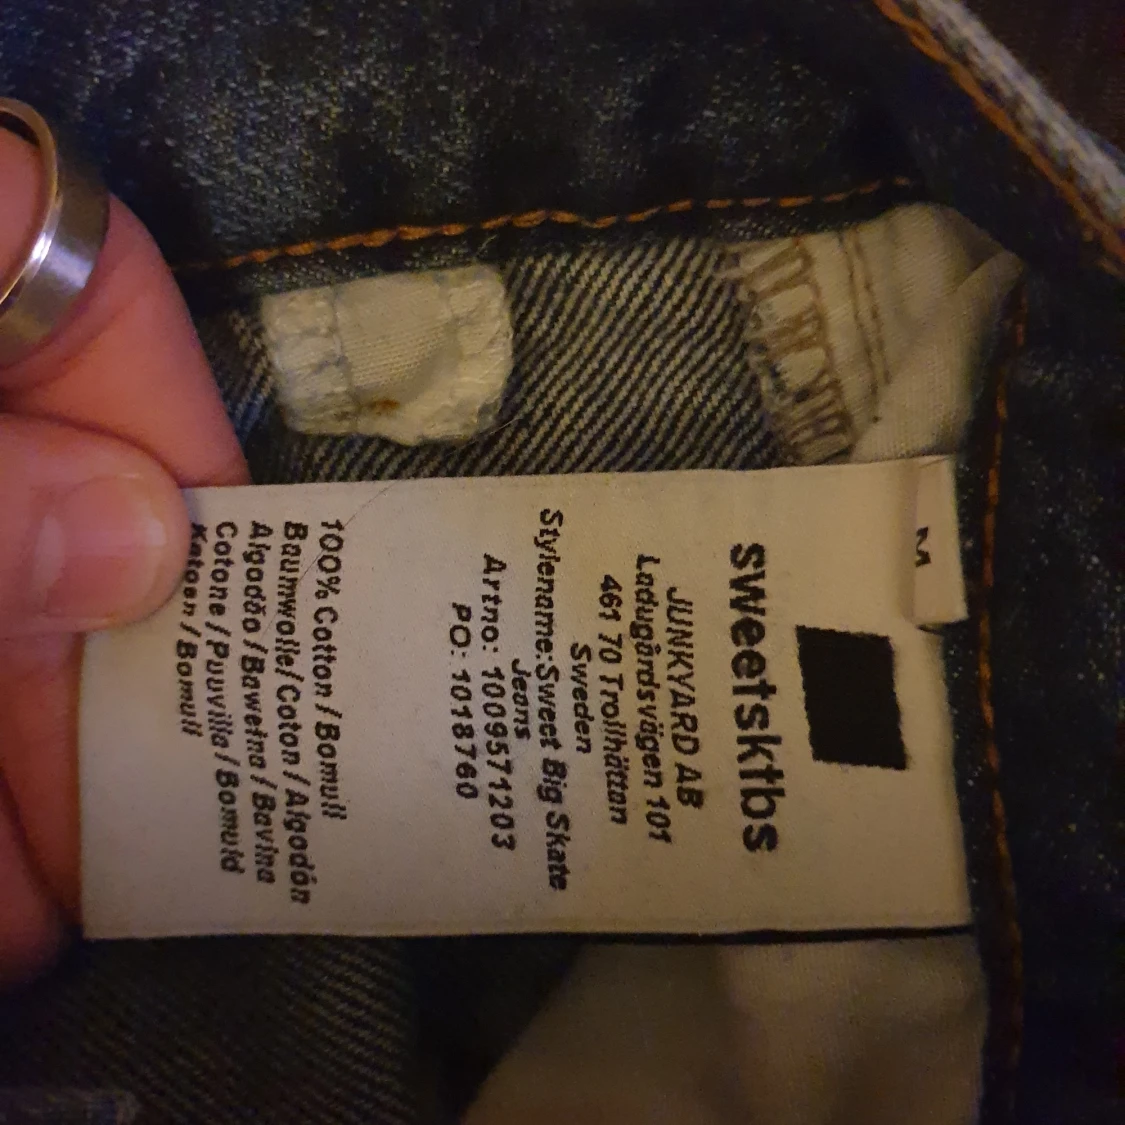 M
sweetsktbs
JUNKYARD AB
Ladugårdsvägen 101
461 70 Trollhättan
Sweden
Stylename:Sweet Big Skate
Jeans
Artno: 1009571203
PO: 1018760
100% Cotton / Bomull
Baumwolle / Coton / Algodón
Algodão / Bawełna / Bavlna
Cotone / Puuvilla / Bomuld
Katoen / Bomull